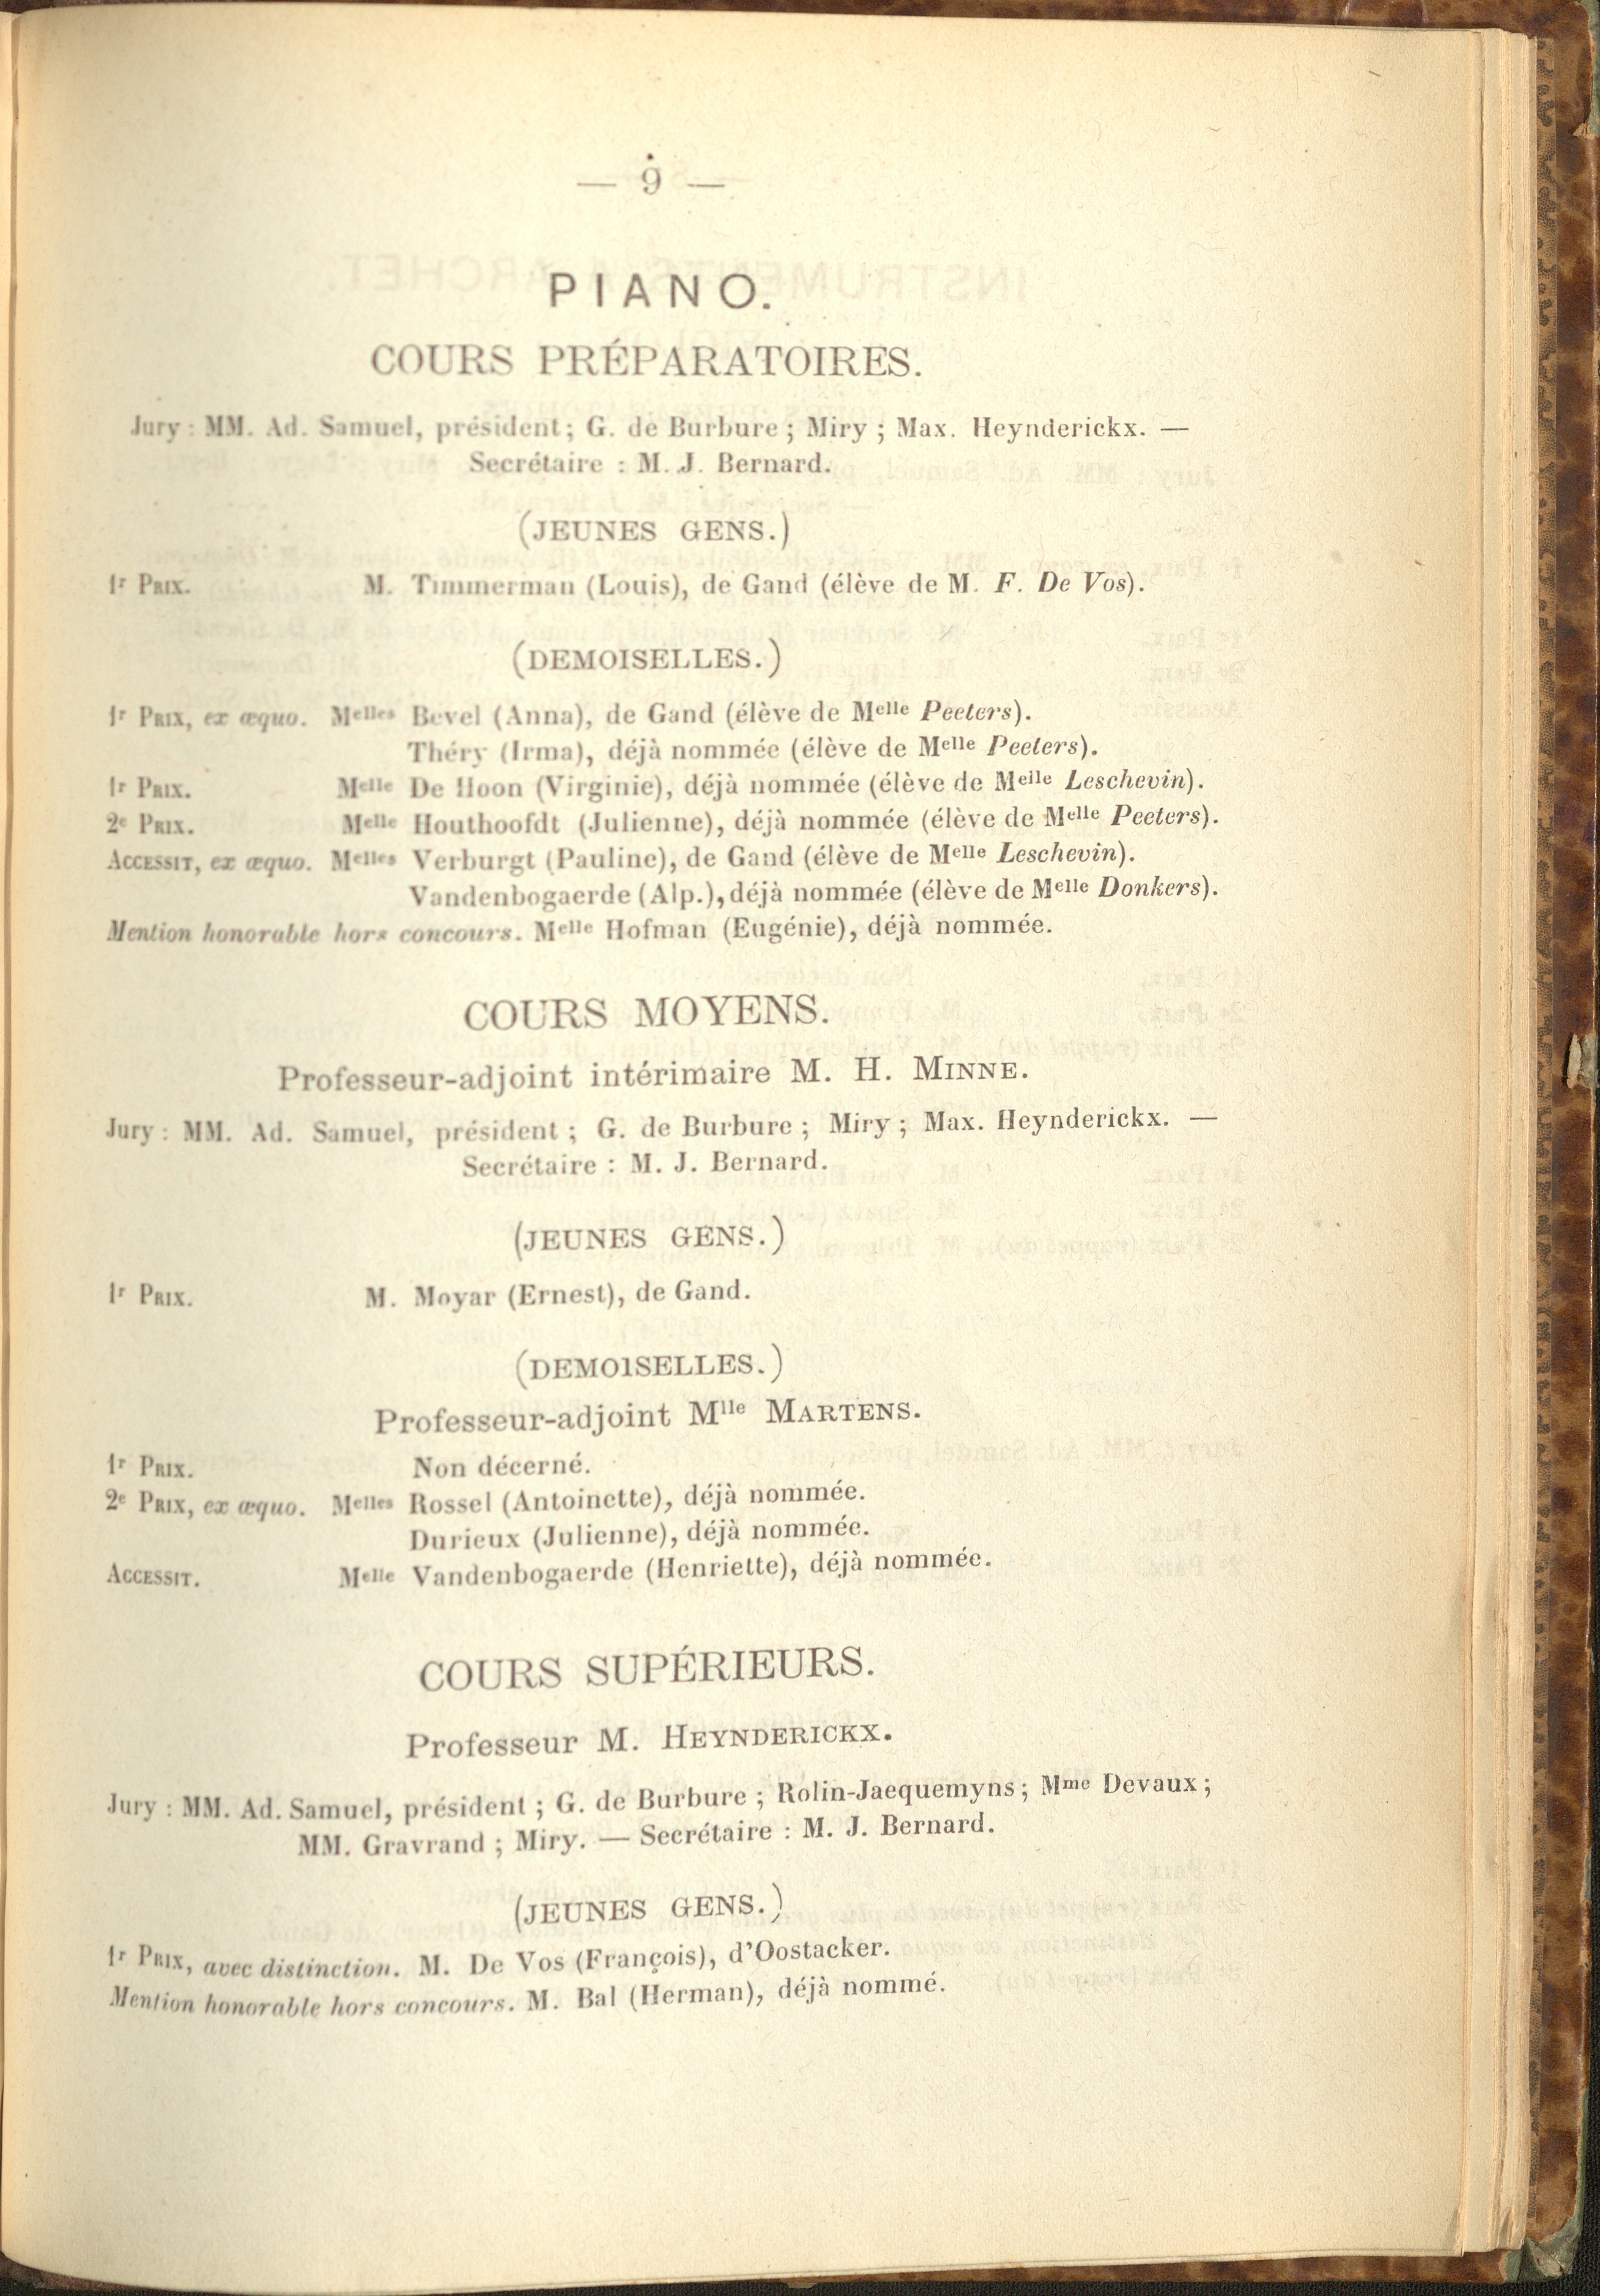 — 9 —
PIANO.
COURS PRÉPARATOIRES.
Jury : MM. Ad. Samuel, président ; G. de Burbure ; Miry ; Max. Heynderickx. —
Secrétaire : M. J. Bernard.
(JEUNES GENS.)
1r PRIX. M. Timmerman (Louis), de Gand (élève de M. F. De Vos).
(DEMOISELLES.)
1r PRIX, ex æquo. Melles Bevel (Anna), de Gand (élève de Melle Peeters).
Théry (Irma), déjà nommée (élève de Melle Peeters).
1r PRIX. Melle De Hoon (Virginie), déjà nommée (élève de Melle Leschevin).
2e PRIX. Melle Houthoofdt (Julienne), déjà nommée (élève de Melle Peeters).
ACCESSIT, ex æquo. Melles Verburgt (Pauline), de Gand (élève de Melle Leschevin).
Vandenbogaerde (Alp.), déjà nommée (élève de Melle Donkers).
Mention honorable hors concours. Melle Hofman (Eugénie), déjà nommée.
COURS MOYENS.
Professeur-adjoint intérimaire M. H. MINNE.
Jury : MM. Ad. Samuel, président ; G. de Burbure ; Miry ; Max. Heynderickx. —
Secrétaire : M. J. Bernard.
(JEUNES GENS.)
1r PRIX. M. Moyar (Ernest), de Gand.
(DEMOISELLES.)
Professeur-adjoint Mlle MARTENS.
1r PRIX. Non décerné.
2e PRIX, ex æquo. Melles Rossel (Antoinette), déjà nommée.
Durieux (Julienne), déjà nommée.
ACCESSIT. Melle Vandenbogaerde (Henriette), déjà nommée.
COURS SUPÉRIEURS.
Professeur M. HEYNDERICKX.
Jury : MM. Ad. Samuel, président ; G. de Burbure ; Rolin-Jaequemyns ; Mme Devaux ;
MM. Gravrand ; Miry. — Secrétaire : M. J. Bernard.
(JEUNES GENS.)
1r PRIX, avec distinction. M. De Vos (François), d'Oostacker.
Mention honorable hors concours. M. Bal (Herman), déjà nommé.